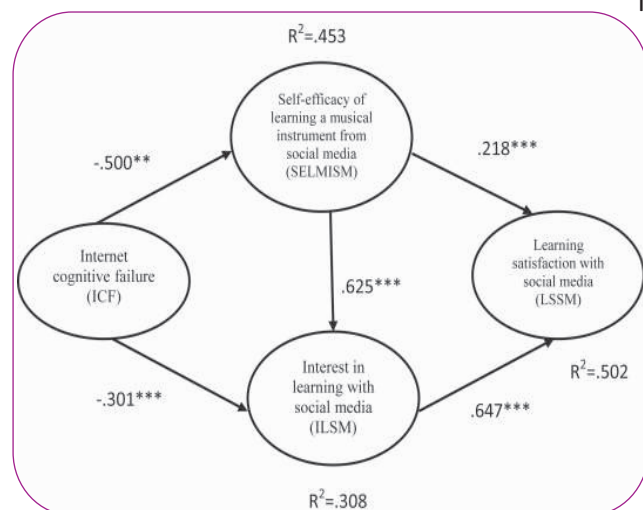 R²=.453
Self-efficacy of
learning a musical
instrument from
social media
(SELMISM)
-.500**
.218***
Internet
cognitive failure
(ICF)
Learning
satisfaction with
social media
(LSSM)
.625***
Interest in
learning with
social media
(ILSM)
-.301***
.647***
R²=.502
R²=.308